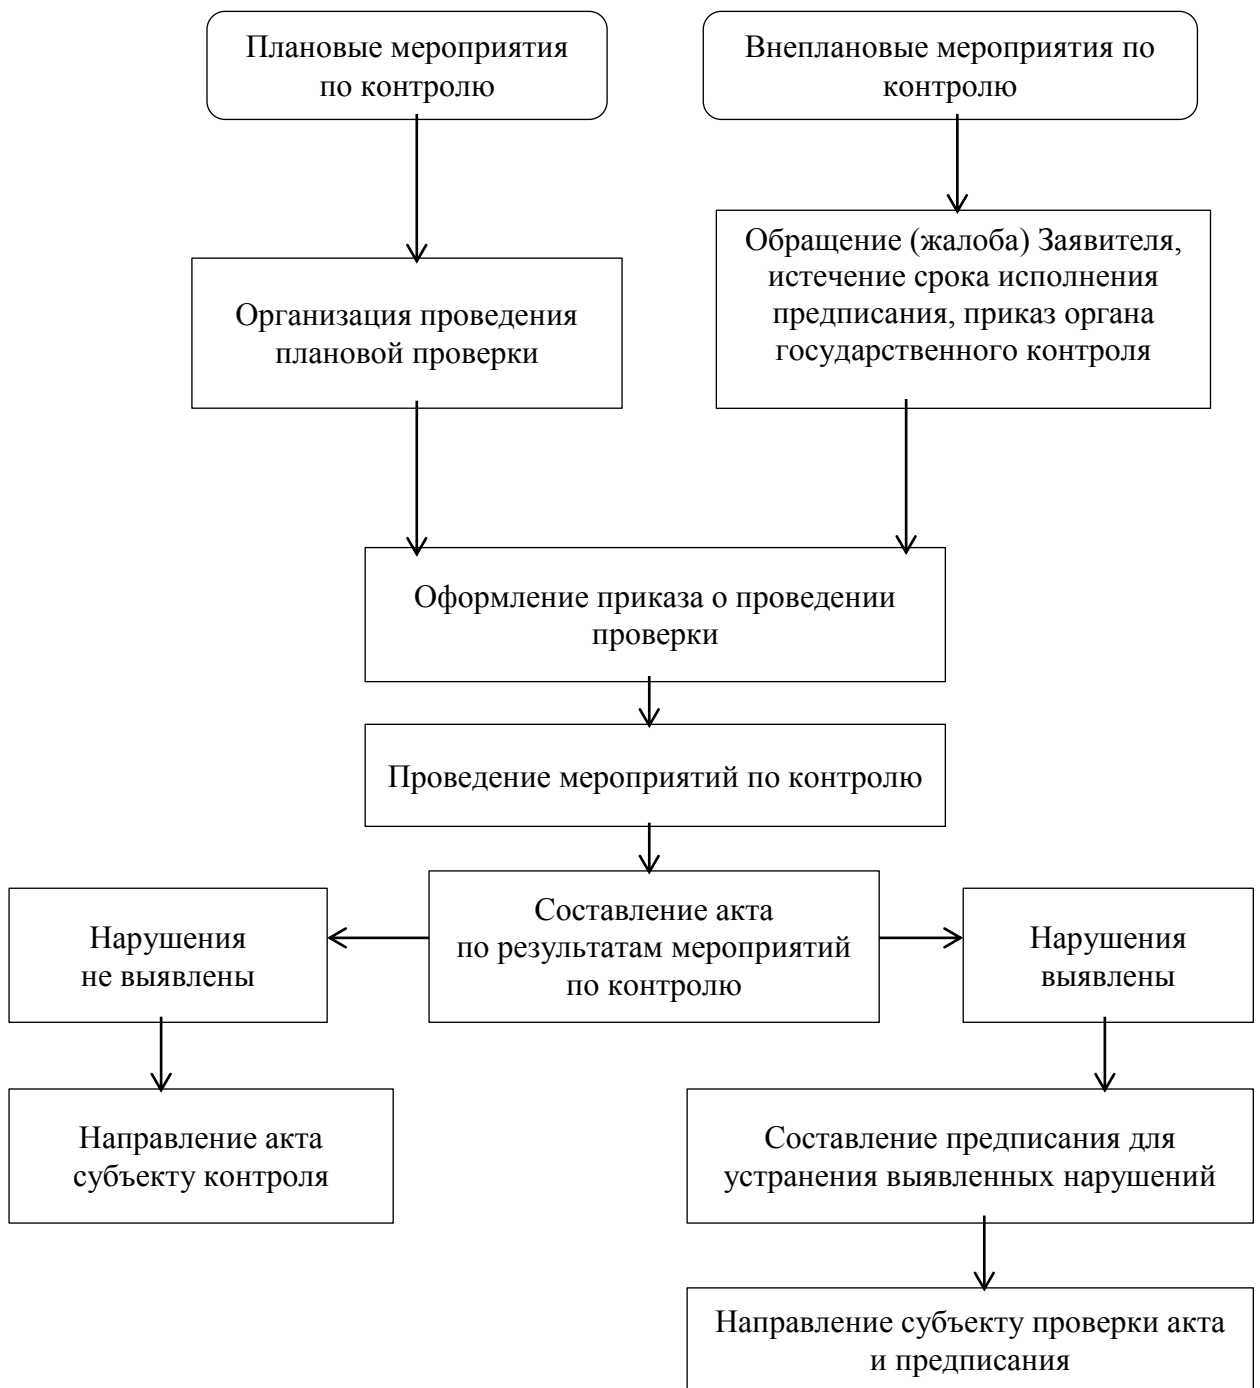 Плановые мероприятия
по контролю
Внеплановые мероприятия по
контролю
Организация проведения
плановой проверки
Обращение (жалоба) Заявителя,
истечение срока исполнения
предписания, приказ органа
государственного контроля
Оформление приказа о проведении
проверки
Проведение мероприятий по контролю
Нарушения
не выявлены
Составление акта
по результатам мероприятий
по контролю
Нарушения
выявлены
Направление акта
субъекту контроля
Составление предписания для
устранения выявленных нарушений
Направление субъекту проверки акта
и предписания